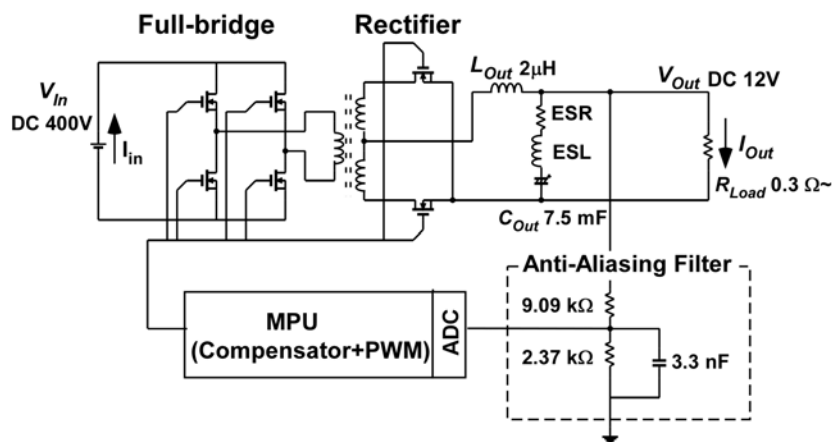 Full-bridge
Rectifier
V_In
DC 400V
I_in
L_Out 2μH
V_Out DC 12V
ESR
ESL
I_Out
R_Load 0.3 Ω~
C_Out 7.5 mF
Anti-Aliasing Filter
9.09 kΩ
MPU
(Compensator+PWM)
ADC
2.37 kΩ
3.3 nF